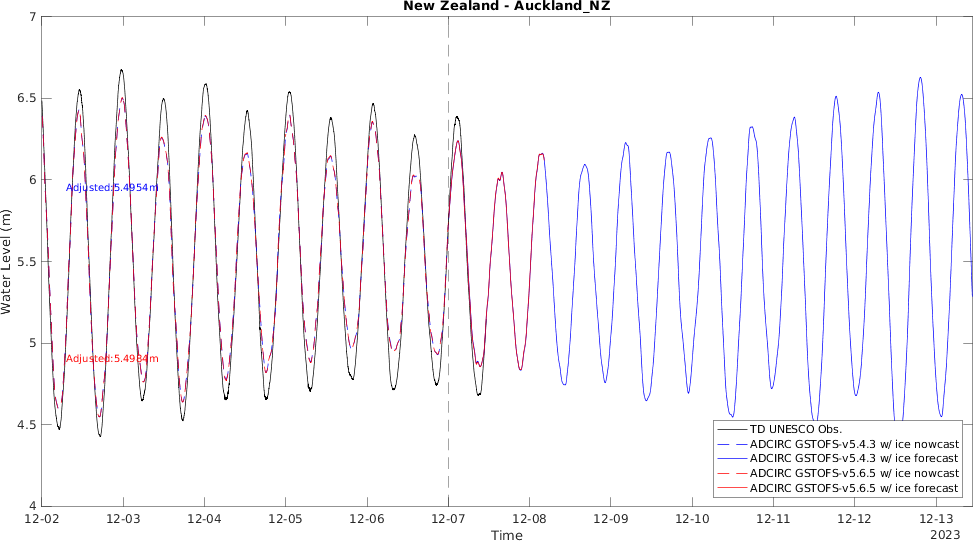 New Zealand - Auckland_NZ
7
6.5
6
5.5
5
4.5
4
Water Level (m)
Adjusted:5.4954m
Adjusted:5.4984m
TD UNESCO Obs.
ADCIRC GSTOFS-v5.4.3 w/ ice nowcast
ADCIRC GSTOFS-v5.4.3 w/ ice forecast
ADCIRC GSTOFS-v5.6.5 w/ ice nowcast
ADCIRC GSTOFS-v5.6.5 w/ ice forecast
12-02 12-03 12-04 12-05 12-06 12-07 12-08 12-09 12-10 12-11 12-12 12-13
Time
2023